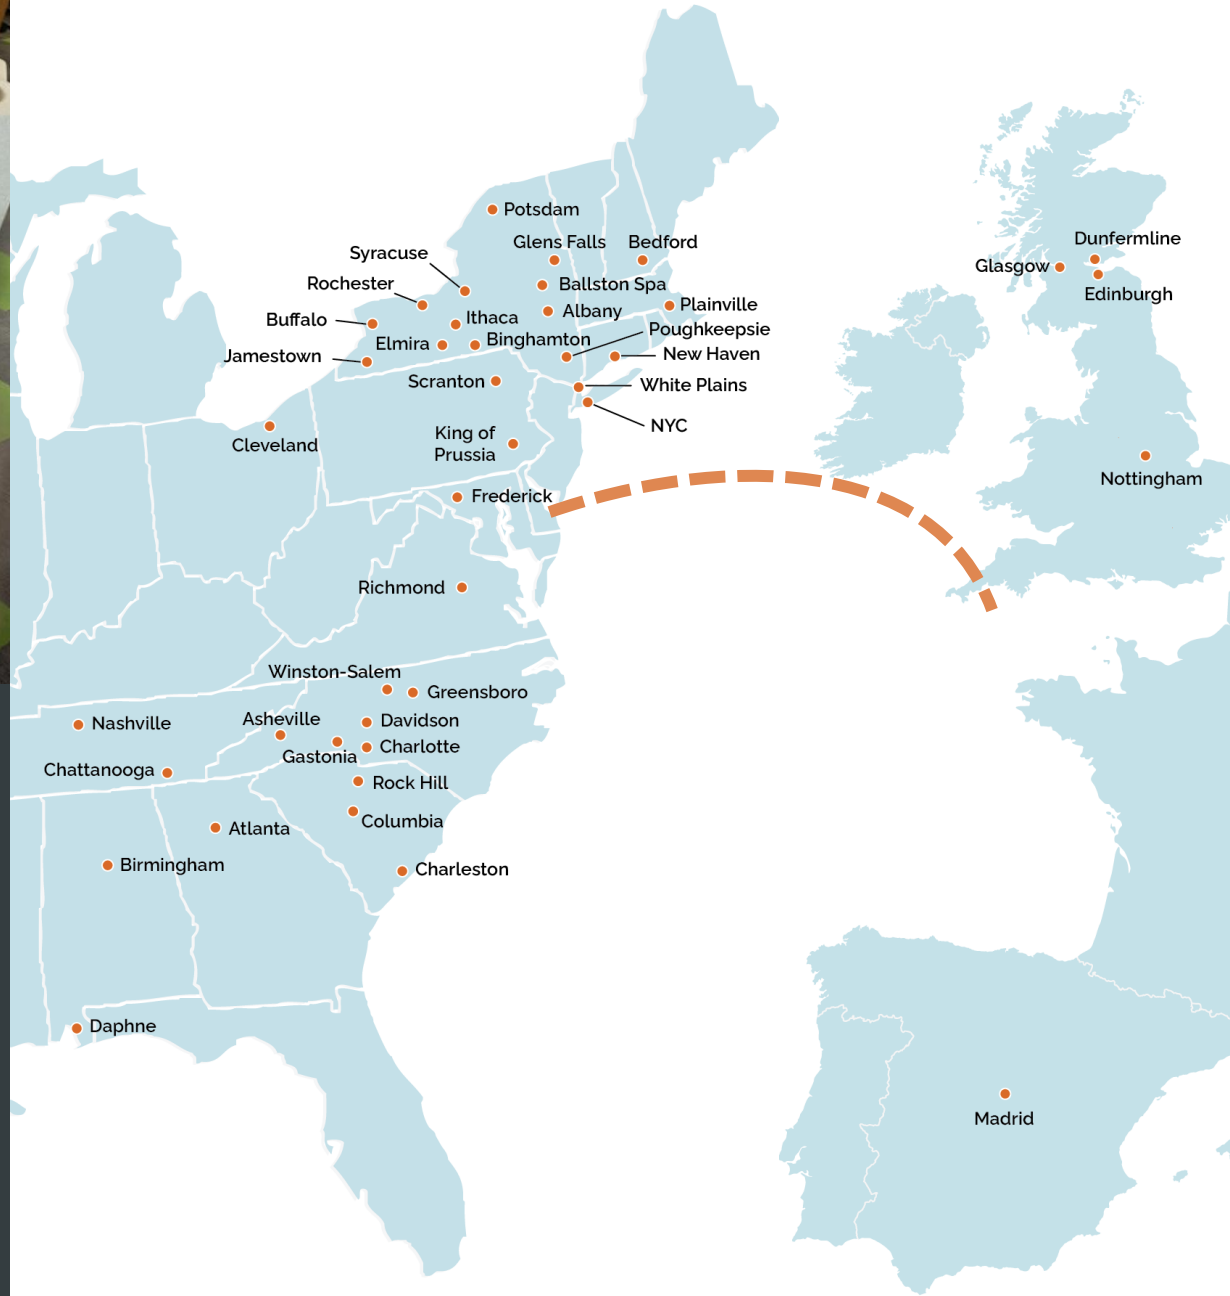 Potsdam
Glens Falls
Bedford
Syracuse
Rochester
Ballston Spa
Buffalo
Ithaca
Albany
Plainville
Elmira
Binghamton
Poughkeepsie
Jamestown
New Haven
Scranton
White Plains
NYC
Cleveland
King of
Prussia
Frederick
Richmond
Winston-Salem
Greensboro
Nashville
Asheville
Davidson
Gastonia
Charlotte
Chattanooga
Rock Hill
Columbia
Atlanta
Birmingham
Charleston
Daphne
Dunfermline
Glasgow
Edinburgh
Nottingham
Madrid